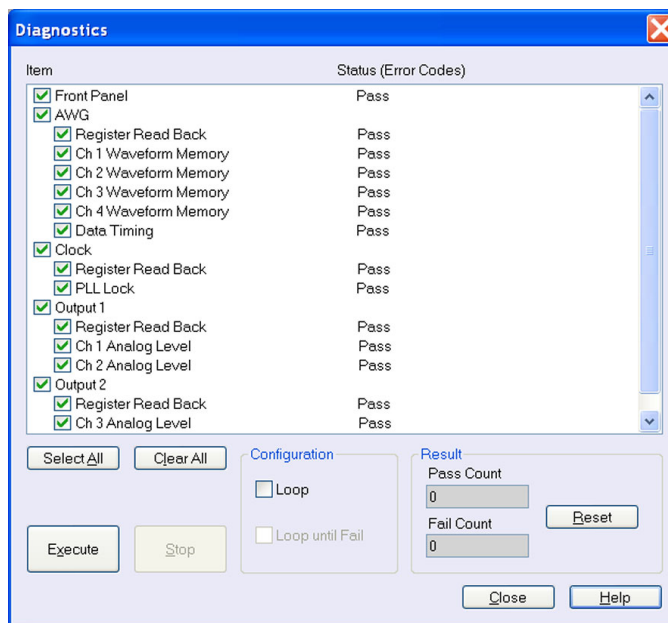 Diagnostics
Item Status (Error Codes)
Front Panel Pass
AWG
Register Read Back Pass
Ch 1 Waveform Memory Pass
Ch 2 Waveform Memory Pass
Ch 3 Waveform Memory Pass
Ch 4 Waveform Memory Pass
Data Timing Pass
Clock
Register Read Back Pass
PLL Lock Pass
Output 1
Register Read Back Pass
Ch 1 Analog Level Pass
Ch 2 Analog Level Pass
Output 2
Register Read Back Pass
Ch 3 Analog Level Pass
Select All Clear All
Configuration
Loop
Loop until Fail
Result
Pass Count
0
Fail Count
0
Reset
Execute Stop
Close Help